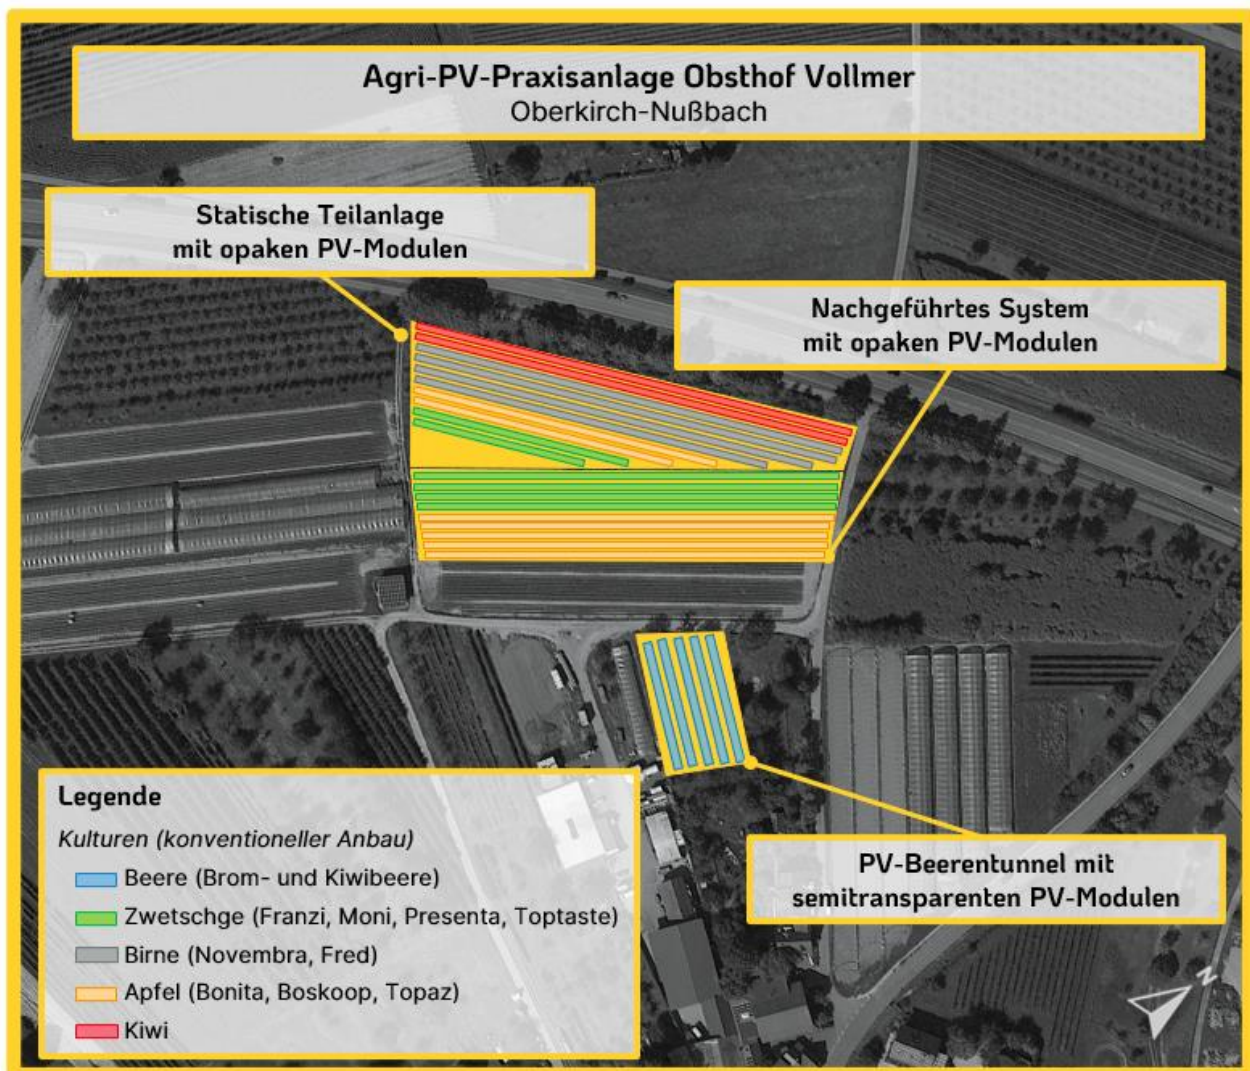 Agri-PV-Praxisanlage Obsthof Vollmer
Oberkirch-Nußbach
Statische Teilanlage
mit opaken PV-Modulen
Nachgeführtes System
mit opaken PV-Modulen
Legende
Kulturen (konventioneller Anbau)
Beere (Brom- und Kiwibeere)
Zwetschge (Franzi, Moni, Presenta, Toptaste)
Birne (Novembra, Fred)
Apfel (Bonita, Boskoop, Topaz)
Kiwi
PV-Beerentunnel mit
semitransparenten PV-Modulen
N